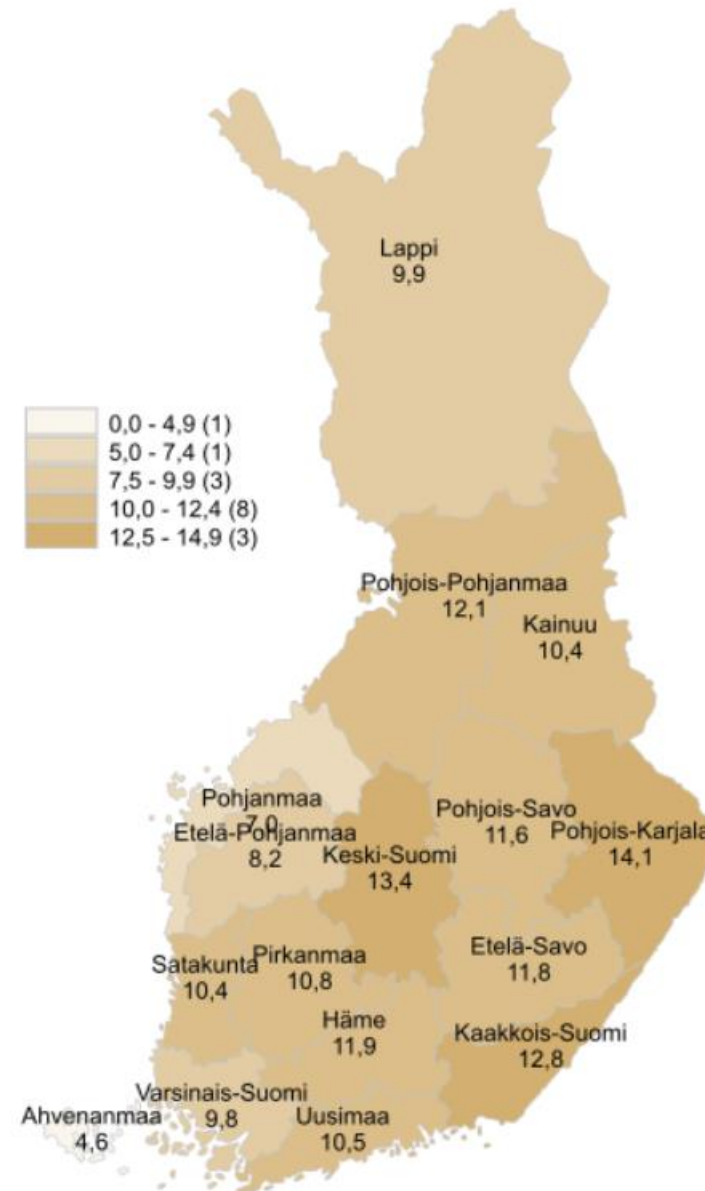 Lappi
9,9
0,0 - 4,9 (1)
5,0 - 7,4 (1)
7,5 - 9,9 (3)
10,0 - 12,4 (8)
12,5 - 14,9 (3)
Pohjois-Pohjanmaa
12,1
Kainuu
10,4
Pohjanmaa
7,0
Etelä-Pohjanmaa
8,2
Keski-Suomi
13,4
Pohjois-Savo
11,6
Pohjois-Karjala
14,1
Satakunta
10,4
Pirkanmaa
10,8
Etelä-Savo
11,8
Häme
11,9
Kaakkois-Suomi
12,8
Ahvenanmaa
4,6
Varsinais-Suomi
9,8
Uusimaa
10,5